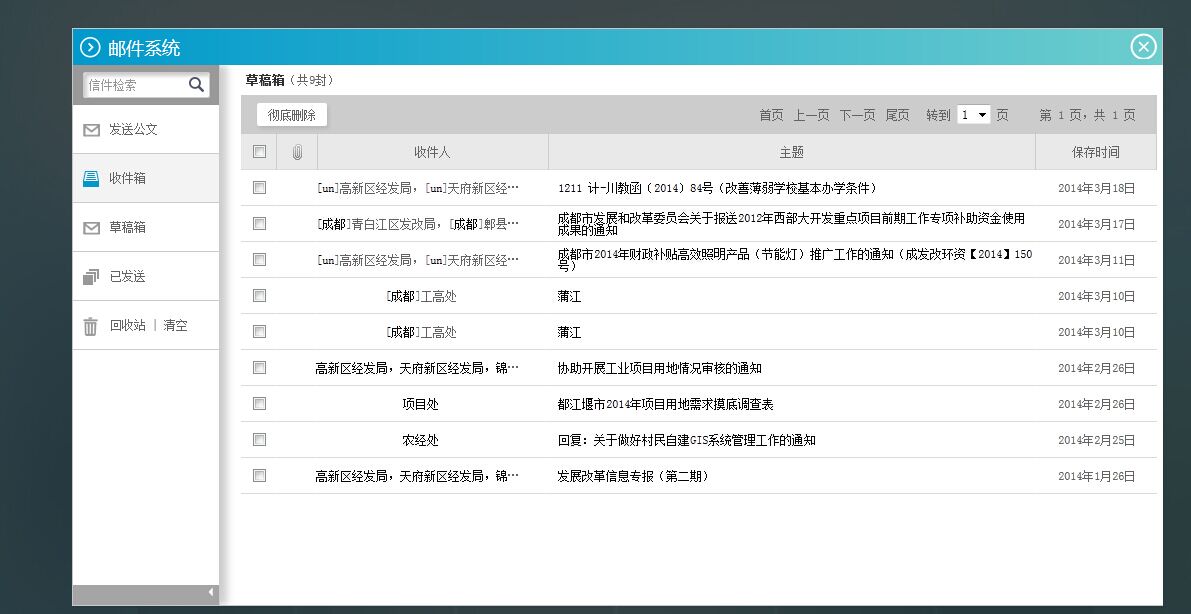 邮件系统
信件检索
发送公文
收件箱
草稿箱
已发送
回收站 | 清空
草稿箱（共9封）
彻底删除 首页 上一页 下一页 尾页 转到 1 页 第 1 页，共 1 页
收件人 主题 保存时间
[un]高新区经发局，[un]天府新区经… 1211 计-川教函（2014）84号（改善薄弱学校基本办学条件） 2014年3月18日
[成都]青白江区发改局，[成都]郫县… 成都市发展和改革委员会关于报送2012年西部大开发重点项目前期工作专项补助资金使用 2014年3月17日
成果的通知
[un]高新区经发局，[un]天府新区经… 成都市2014年财政补贴高效照明产品（节能灯）推广工作的通知（成发改环资【2014】150 2014年3月11日
号）
[成都]工高处 蒲江 2014年3月10日
[成都]工高处 蒲江 2014年3月10日
高新区经发局，天府新区经发局，锦… 协助开展工业项目用地情况审核的通知 2014年2月26日
项目处 都江堰市2014年项目用地需求摸底调查表 2014年2月26日
农经处 回复：关于做好村民自建GIS系统管理工作的通知 2014年2月25日
高新区经发局，天府新区经发局，锦… 发展改革信息专报（第二期） 2014年1月26日